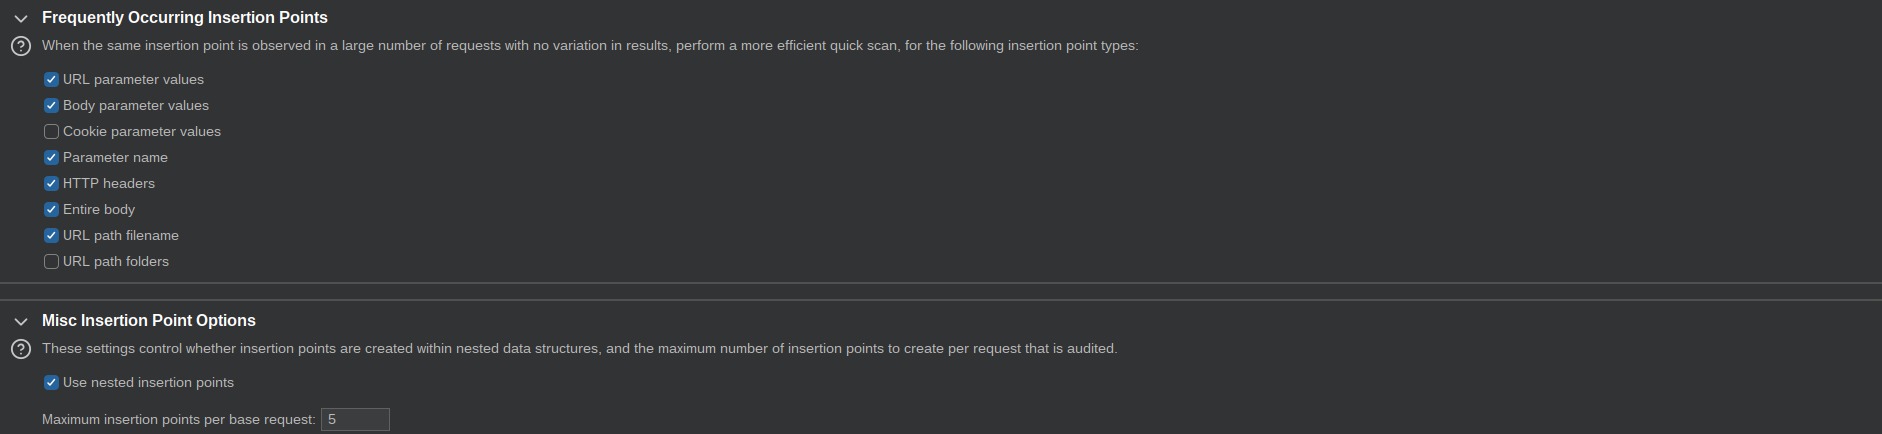 Frequently Occurring Insertion Points
When the same insertion point is observed in a large number of requests with no variation in results, perform a more efficient quick scan, for the following insertion point types:
URL parameter values
Body parameter values
Cookie parameter values
Parameter name
HTTP headers
Entire body
URL path filename
URL path folders
Misc Insertion Point Options
These settings control whether insertion points are created within nested data structures, and the maximum number of insertion points to create per request that is audited.
Use nested insertion points
Maximum insertion points per base request: 5